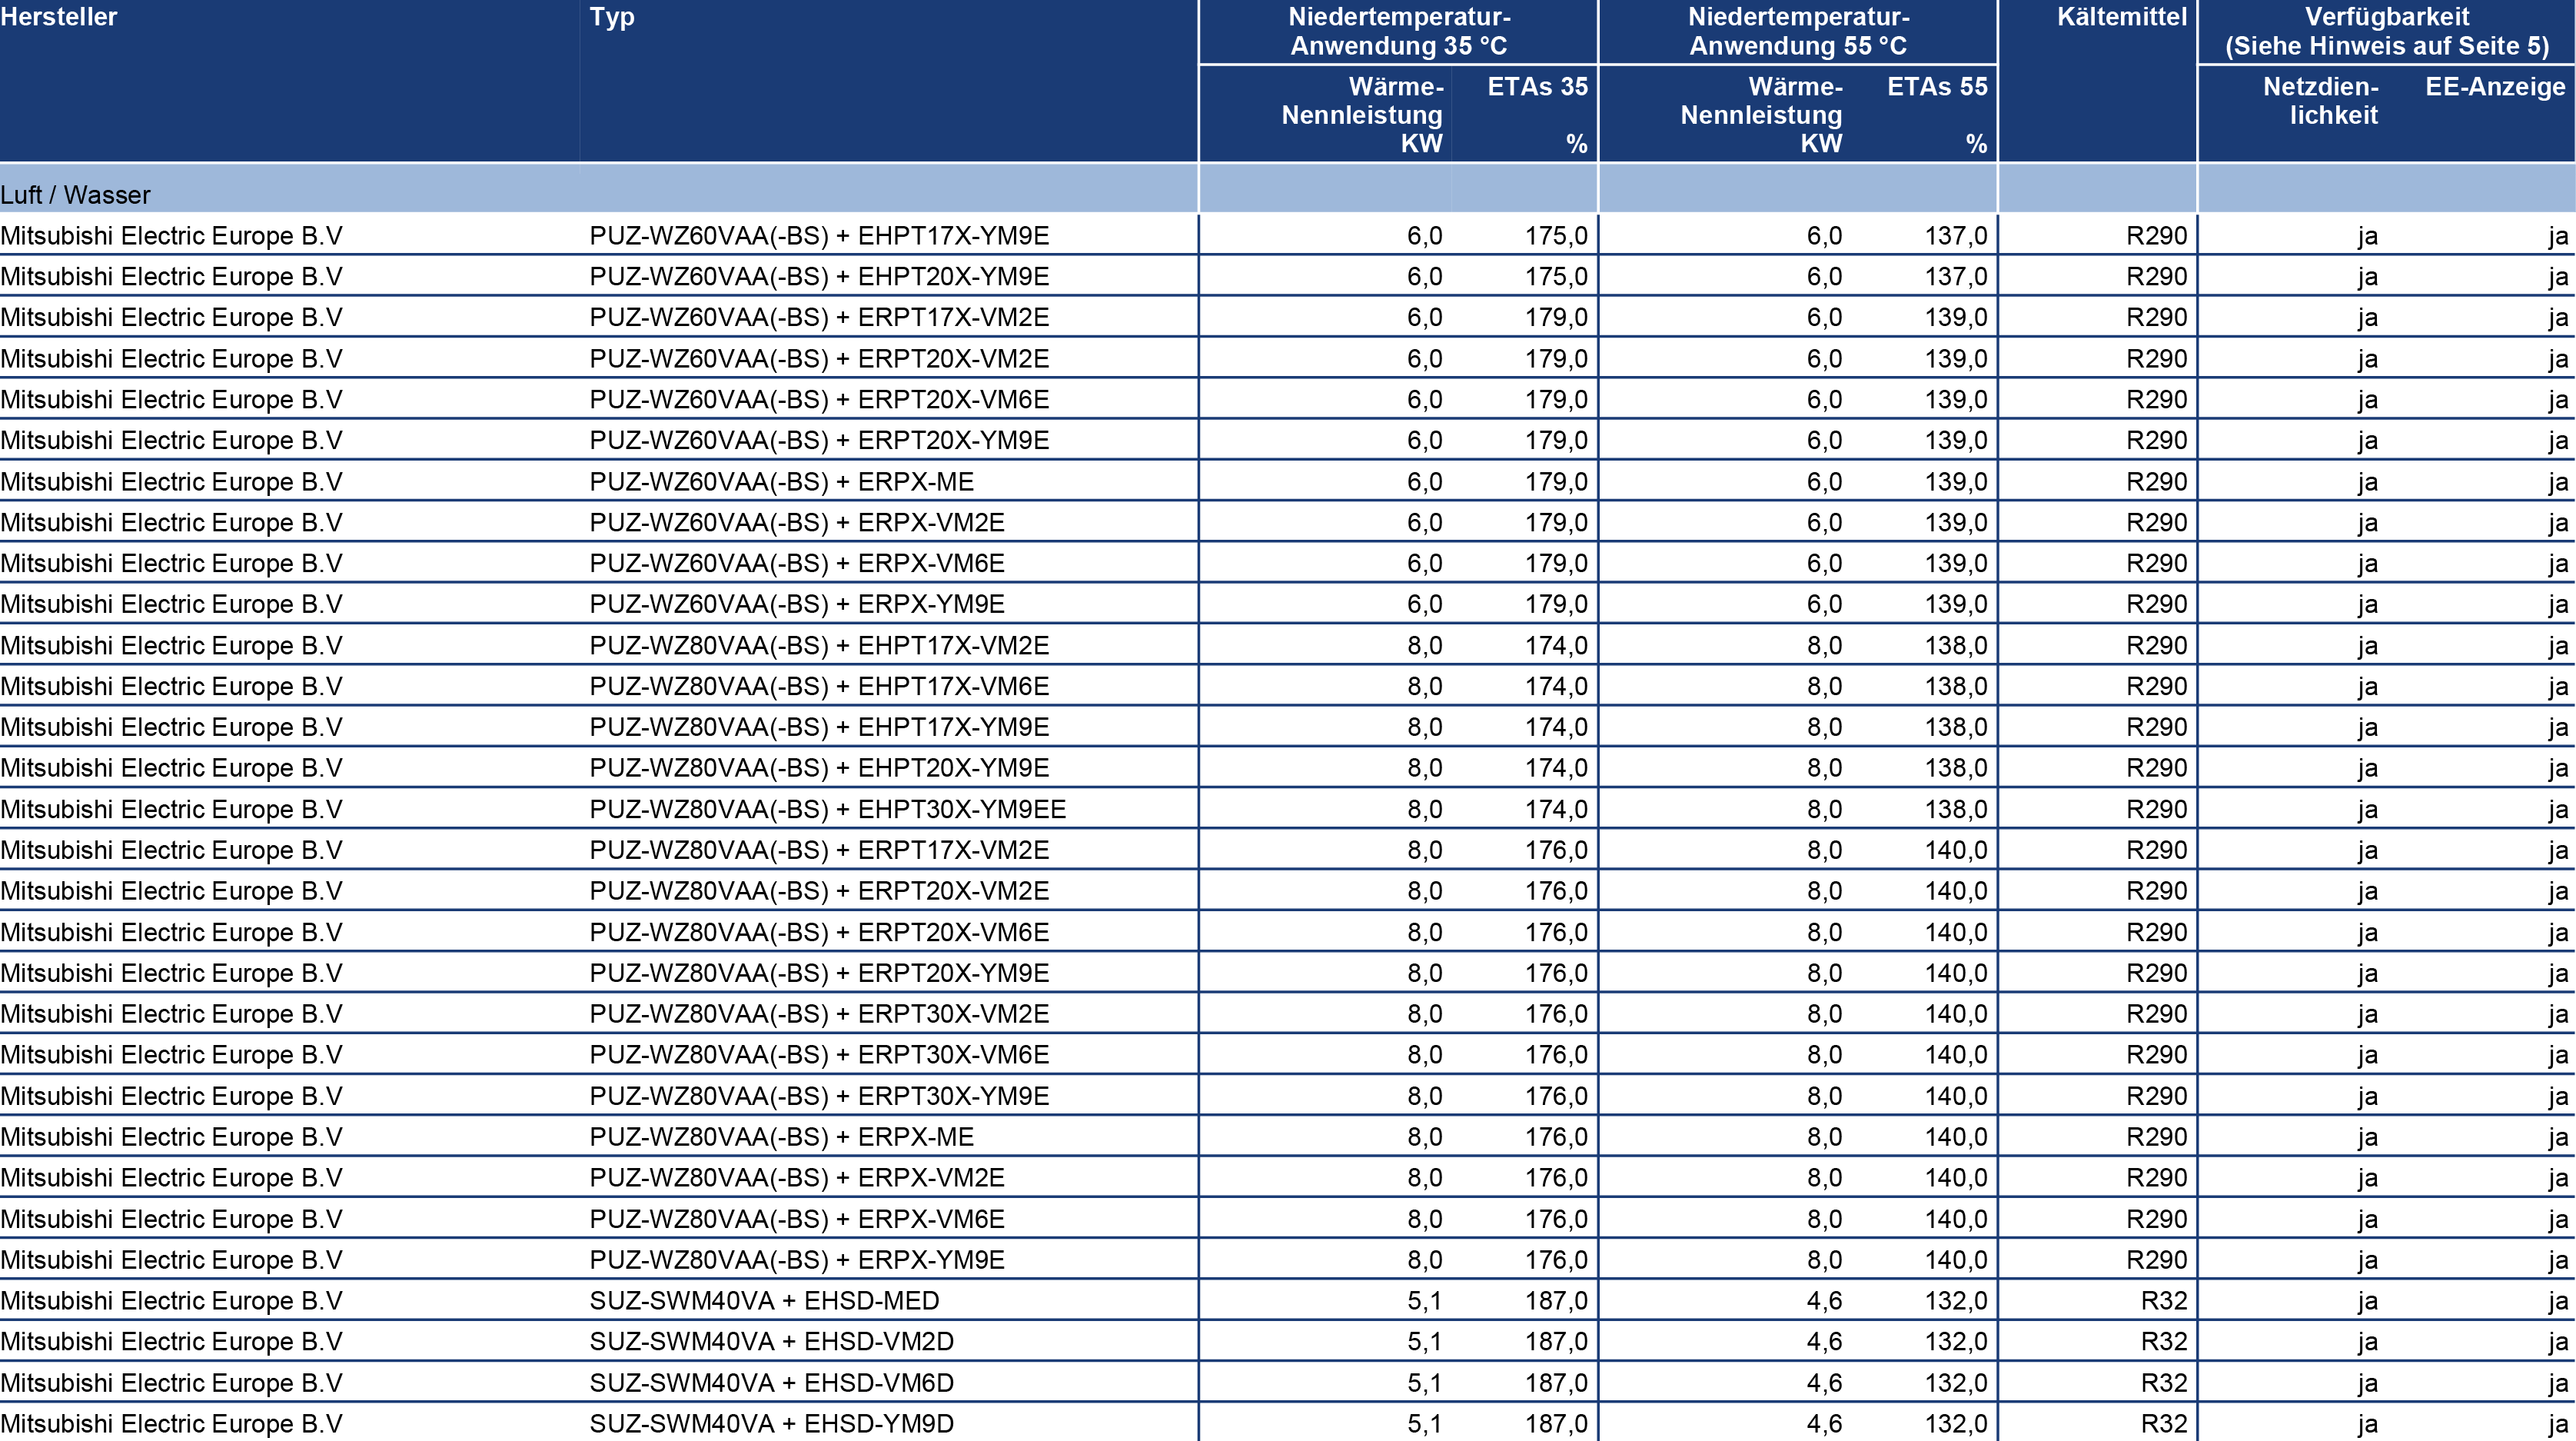 Hersteller Typ Niedertemperatur- Niedertemperatur- Kältemittel Verfügbarkeit
Anwendung 35 °C Anwendung 55 °C (Siehe Hinweis auf Seite 5)
Wärme- ETAs 35 Wärme- ETAs 55 Netzdien- EE-Anzeige
Nennleistung Nennleistung lichkeit
KW % KW %
Luft / Wasser
Mitsubishi Electric Europe B.V PUZ-WZ60VAA(-BS) + EHPT17X-YM9E 6,0 175,0 6,0 137,0 R290 ja ja
Mitsubishi Electric Europe B.V PUZ-WZ60VAA(-BS) + EHPT20X-YM9E 6,0 175,0 6,0 137,0 R290 ja ja
Mitsubishi Electric Europe B.V PUZ-WZ60VAA(-BS) + ERPT17X-VM2E 6,0 179,0 6,0 139,0 R290 ja ja
Mitsubishi Electric Europe B.V PUZ-WZ60VAA(-BS) + ERPT20X-VM2E 6,0 179,0 6,0 139,0 R290 ja ja
Mitsubishi Electric Europe B.V PUZ-WZ60VAA(-BS) + ERPT20X-VM6E 6,0 179,0 6,0 139,0 R290 ja ja
Mitsubishi Electric Europe B.V PUZ-WZ60VAA(-BS) + ERPT20X-YM9E 6,0 179,0 6,0 139,0 R290 ja ja
Mitsubishi Electric Europe B.V PUZ-WZ60VAA(-BS) + ERPX-ME 6,0 179,0 6,0 139,0 R290 ja ja
Mitsubishi Electric Europe B.V PUZ-WZ60VAA(-BS) + ERPX-VM2E 6,0 179,0 6,0 139,0 R290 ja ja
Mitsubishi Electric Europe B.V PUZ-WZ60VAA(-BS) + ERPX-VM6E 6,0 179,0 6,0 139,0 R290 ja ja
Mitsubishi Electric Europe B.V PUZ-WZ60VAA(-BS) + ERPX-YM9E 6,0 179,0 6,0 139,0 R290 ja ja
Mitsubishi Electric Europe B.V PUZ-WZ80VAA(-BS) + EHPT17X-VM2E 8,0 174,0 8,0 138,0 R290 ja ja
Mitsubishi Electric Europe B.V PUZ-WZ80VAA(-BS) + EHPT17X-VM6E 8,0 174,0 8,0 138,0 R290 ja ja
Mitsubishi Electric Europe B.V PUZ-WZ80VAA(-BS) + EHPT17X-YM9E 8,0 174,0 8,0 138,0 R290 ja ja
Mitsubishi Electric Europe B.V PUZ-WZ80VAA(-BS) + EHPT20X-YM9E 8,0 174,0 8,0 138,0 R290 ja ja
Mitsubishi Electric Europe B.V PUZ-WZ80VAA(-BS) + EHPT30X-YM9EE 8,0 174,0 8,0 138,0 R290 ja ja
Mitsubishi Electric Europe B.V PUZ-WZ80VAA(-BS) + ERPT17X-VM2E 8,0 176,0 8,0 140,0 R290 ja ja
Mitsubishi Electric Europe B.V PUZ-WZ80VAA(-BS) + ERPT20X-VM2E 8,0 176,0 8,0 140,0 R290 ja ja
Mitsubishi Electric Europe B.V PUZ-WZ80VAA(-BS) + ERPT20X-VM6E 8,0 176,0 8,0 140,0 R290 ja ja
Mitsubishi Electric Europe B.V PUZ-WZ80VAA(-BS) + ERPT20X-YM9E 8,0 176,0 8,0 140,0 R290 ja ja
Mitsubishi Electric Europe B.V PUZ-WZ80VAA(-BS) + ERPT30X-VM2E 8,0 176,0 8,0 140,0 R290 ja ja
Mitsubishi Electric Europe B.V PUZ-WZ80VAA(-BS) + ERPT30X-VM6E 8,0 176,0 8,0 140,0 R290 ja ja
Mitsubishi Electric Europe B.V PUZ-WZ80VAA(-BS) + ERPT30X-YM9E 8,0 176,0 8,0 140,0 R290 ja ja
Mitsubishi Electric Europe B.V PUZ-WZ80VAA(-BS) + ERPX-ME 8,0 176,0 8,0 140,0 R290 ja ja
Mitsubishi Electric Europe B.V PUZ-WZ80VAA(-BS) + ERPX-VM2E 8,0 176,0 8,0 140,0 R290 ja ja
Mitsubishi Electric Europe B.V PUZ-WZ80VAA(-BS) + ERPX-VM6E 8,0 176,0 8,0 140,0 R290 ja ja
Mitsubishi Electric Europe B.V PUZ-WZ80VAA(-BS) + ERPX-YM9E 8,0 176,0 8,0 140,0 R290 ja ja
Mitsubishi Electric Europe B.V SUZ-SWM40VA + EHSD-MED 5,1 187,0 4,6 132,0 R32 ja ja
Mitsubishi Electric Europe B.V SUZ-SWM40VA + EHSD-VM2D 5,1 187,0 4,6 132,0 R32 ja ja
Mitsubishi Electric Europe B.V SUZ-SWM40VA + EHSD-VM6D 5,1 187,0 4,6 132,0 R32 ja ja
Mitsubishi Electric Europe B.V SUZ-SWM40VA + EHSD-YM9D 5,1 187,0 4,6 132,0 R32 ja ja